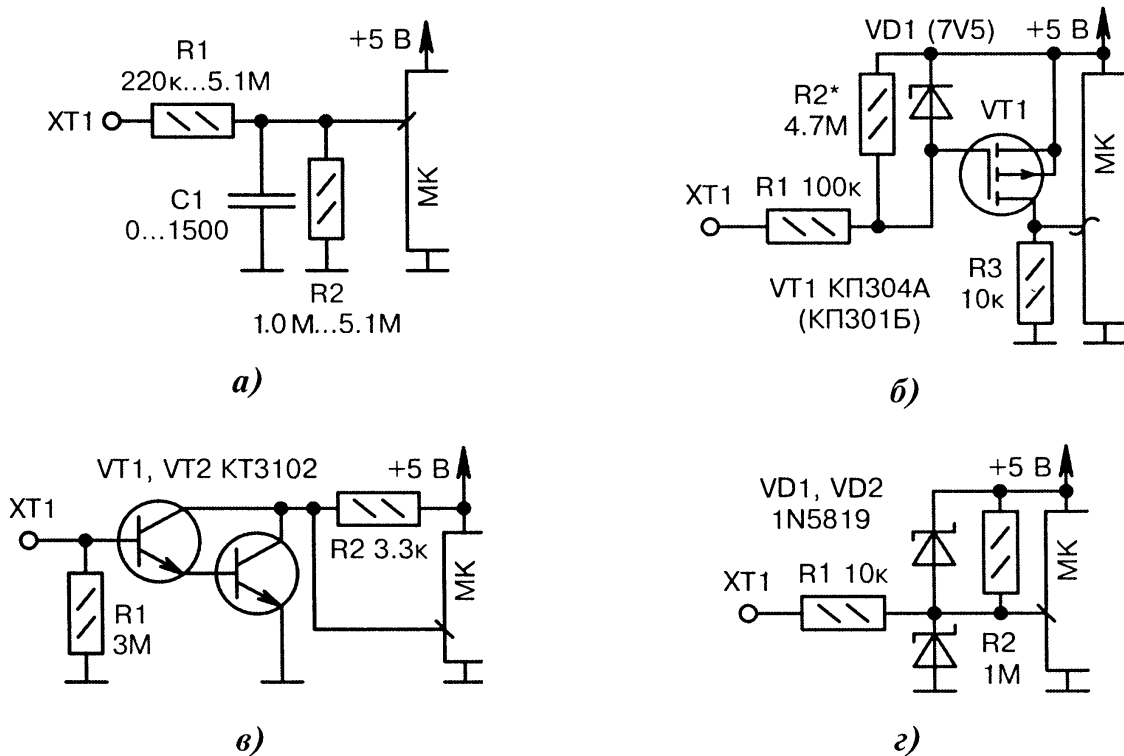 R1
220к...5.1М
+5 В
XT1
C1
0...1500
R2
1.0М...5.1М
МК
а)
VD1 (7V5)
+5 В
R2*
4.7М
VT1
XT1
R1 100к
МК
R3
10к
VT1 КП304А
(КП301Б)
б)
VT1, VT2 КТ3102
+5 В
XT1
R2 3.3к
R1
3М
МК
в)
VD1, VD2
1N5819
+5 В
XT1
R1 10к
МК
R2
1М
г)